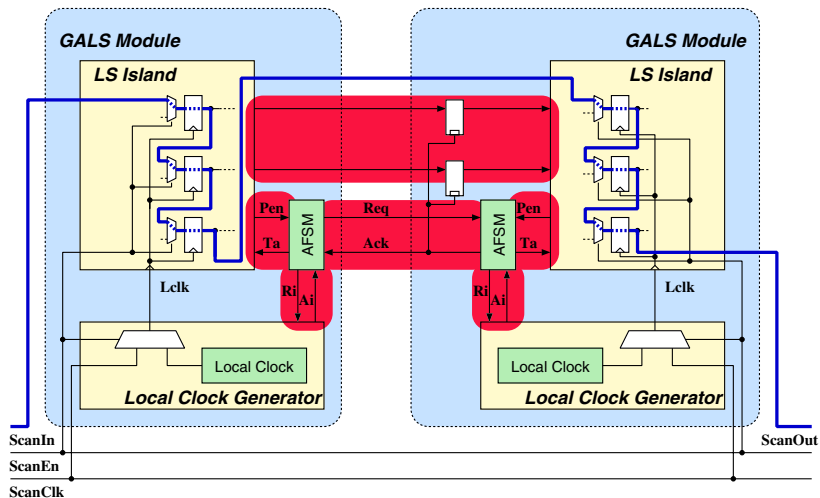 GALS Module
GALS Module
LS Island
LS Island
Pen
Req
Pen
AFSM
AFSM
Ta
Ack
Ta
Lclk
Ri
Ai
Ri
Ai
Lclk
Local Clock
Local Clock
Local Clock Generator
Local Clock Generator
ScanIn
ScanOut
ScanEn
ScanClk